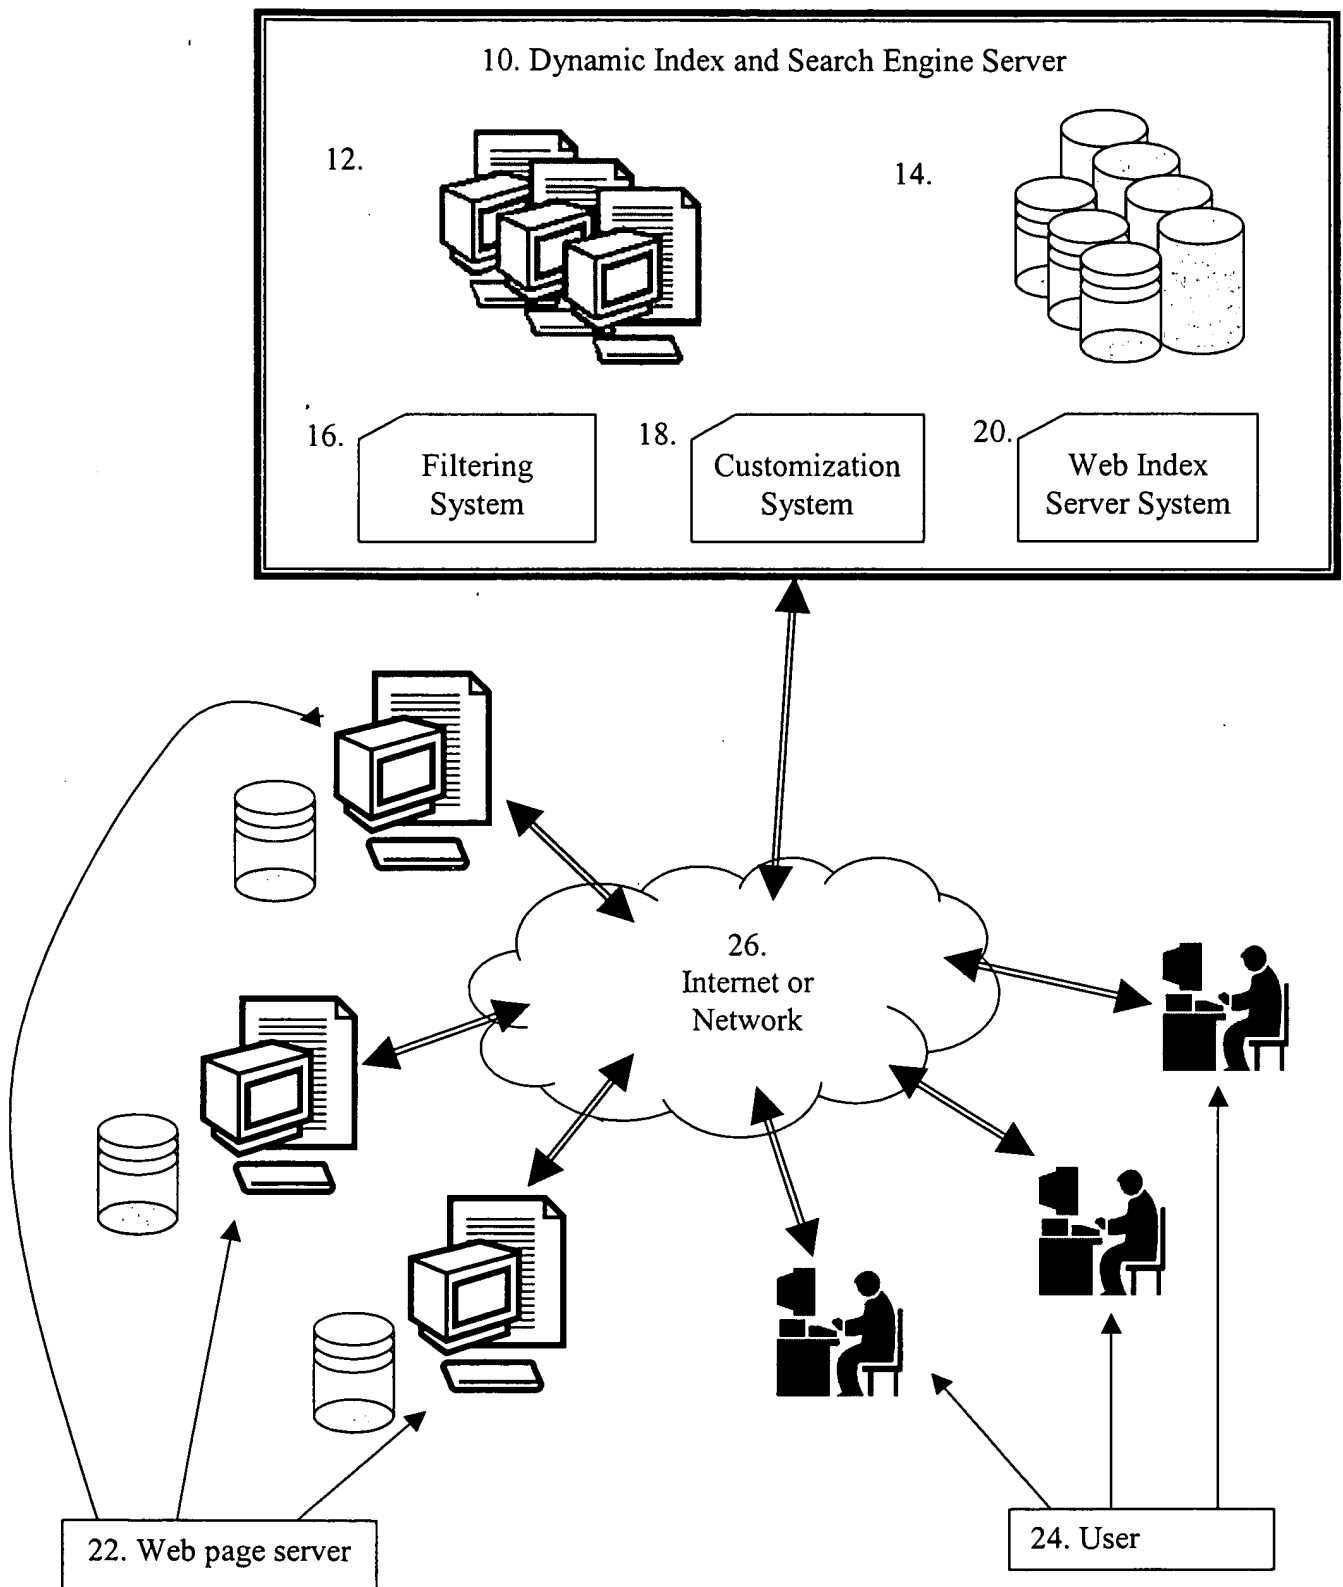 10. Dynamic Index and Search Engine Server
12.
14.
16.
Filtering
System
18.
Customization
System
20.
Web Index
Server System
26.
Internet or
Network
22. Web page server
24. User